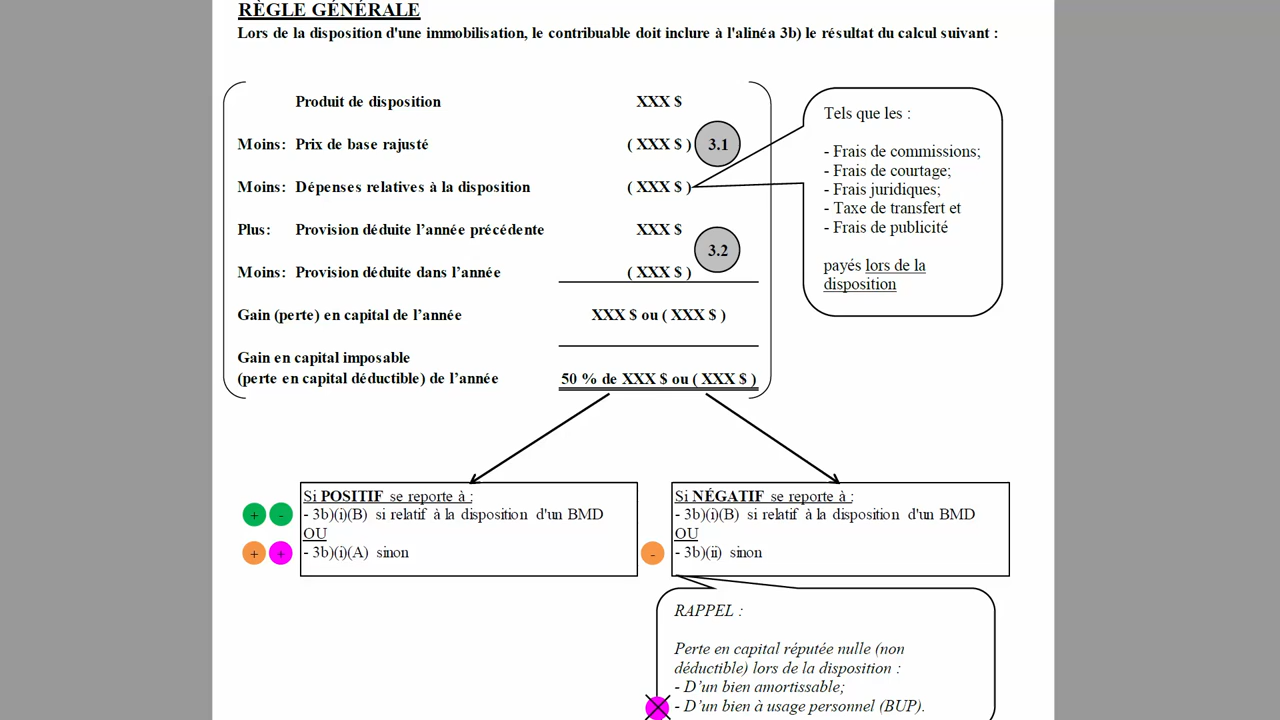 RÈGLE GÉNÉRALE
Lors de la disposition d'une immobilisation, le contribuable doit inclure à l'alinéa 3b) le résultat du calcul suivant :
Produit de disposition XXX $
Moins: Prix de base rajusté ( XXX $ ) 3.1
Moins: Dépenses relatives à la disposition ( XXX $ )
Plus: Provision déduite l’année précédente XXX $
3.2
Moins: Provision déduite dans l’année ( XXX $ )
Gain (perte) en capital de l’année XXX $ ou ( XXX $ )
Gain en capital imposable
(perte en capital déductible) de l’année 50 % de XXX $ ou ( XXX $ )
Tels que les :
- Frais de commissions;
- Frais de courtage;
- Frais juridiques;
- Taxe de transfert et
- Frais de publicité
payés lors de la
disposition
Si POSITIF se reporte à :
+ - - 3b)(i)(B) si relatif à la disposition d'un BMD
OU
+ + - 3b)(i)(A) sinon
Si NÉGATIF se reporte à :
- 3b)(i)(B) si relatif à la disposition d'un BMD
OU
- - 3b)(ii) sinon
RAPPEL :
Perte en capital réputée nulle (non
déductible) lors de la disposition :
- D’un bien amortissable;
- D’un bien à usage personnel (BUP).